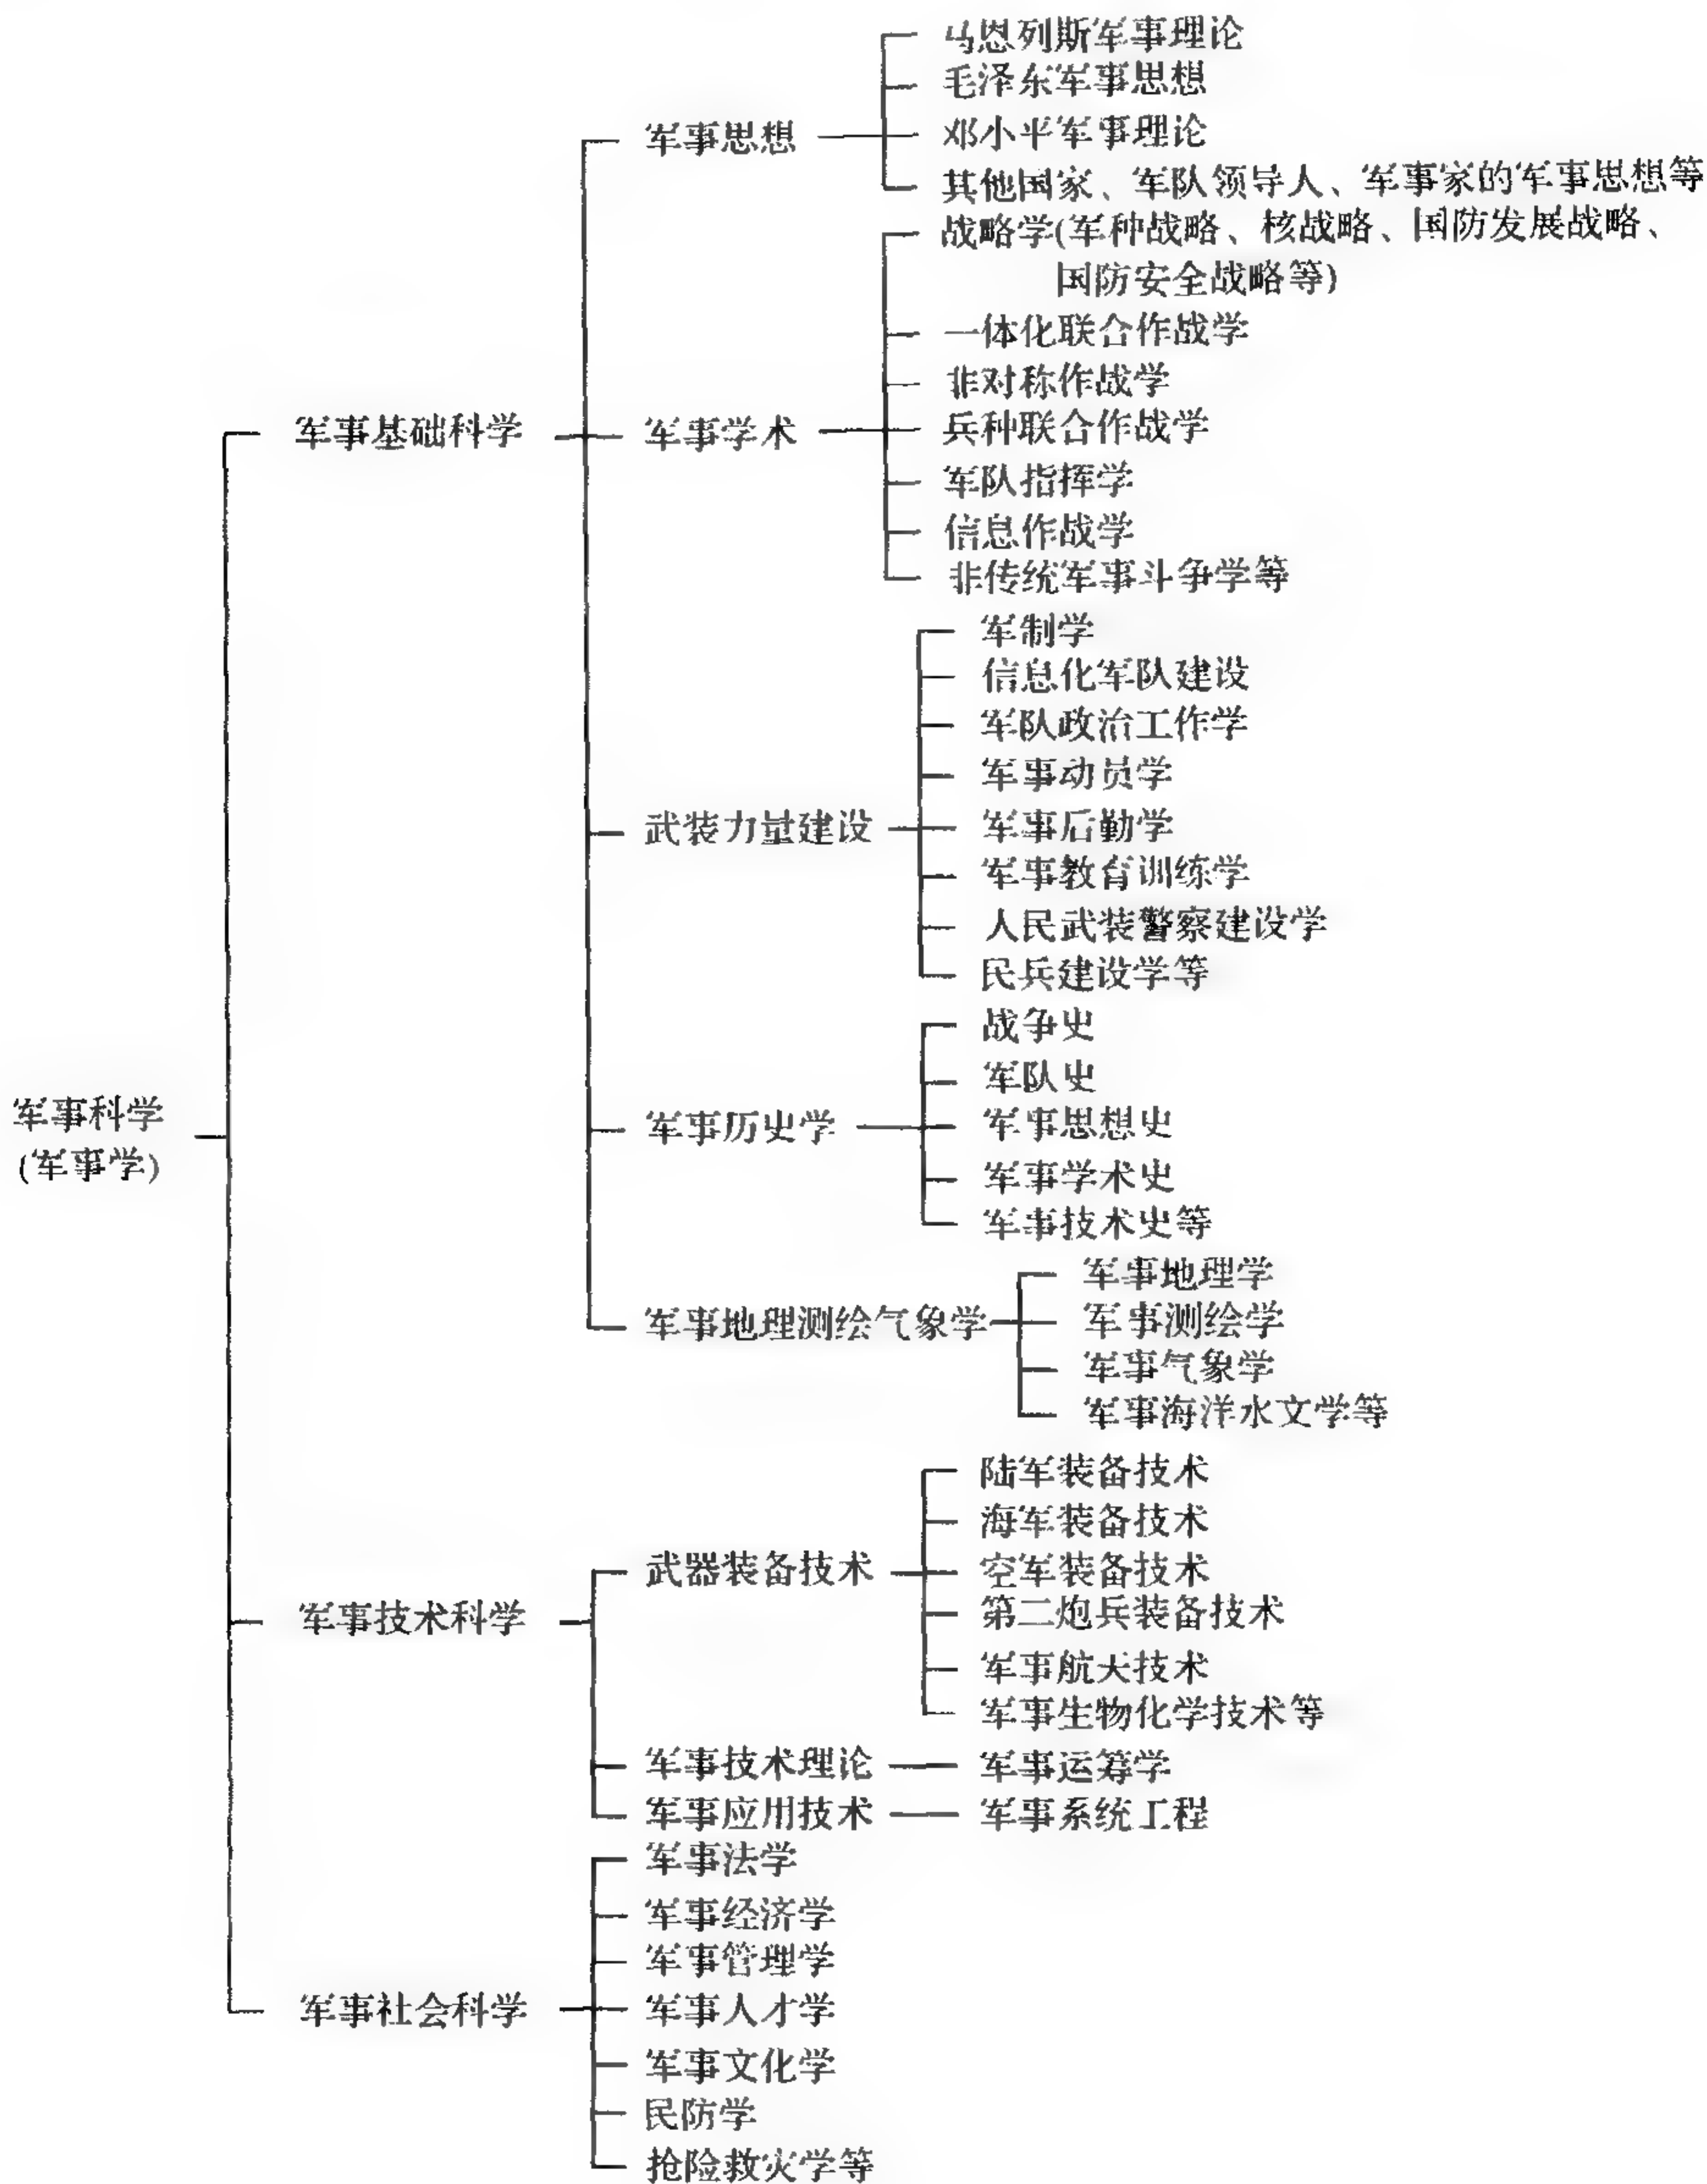 军事科学
(军事学)
军事基础科学
军事思想
马恩列斯军事理论
毛泽东军事思想
邓小平军事理论
其他国家、军队领导人、军事家的军事思想等
军事学术
战略学(军种战略、核战略、国防发展战略、
国防安全战略等)
一体化联合作战学
非对称作战学
兵种联合作战学
军队指挥学
信息作战学
非传统军事斗争学等
武装力量建设
军制学
信息化军队建设
军队政治工作学
军事动员学
军事后勤学
军事教育训练学
人民武装警察建设学
民兵建设学等
军事历史学
战争史
军队史
军事思想史
军事学术史
军事技术史等
军事地理测绘气象学
军事地理学
军事测绘学
军事气象学
军事海洋水文学等
军事技术科学
武器装备技术
陆军装备技术
海军装备技术
空军装备技术
第二炮兵装备技术
军事航天技术
军事生物化学技术等
军事技术理论
军事运筹学
军事应用技术
军事系统工程
军事社会科学
军事法学
军事经济学
军事管理学
军事人才学
军事文化学
民防学
抢险救灾学等